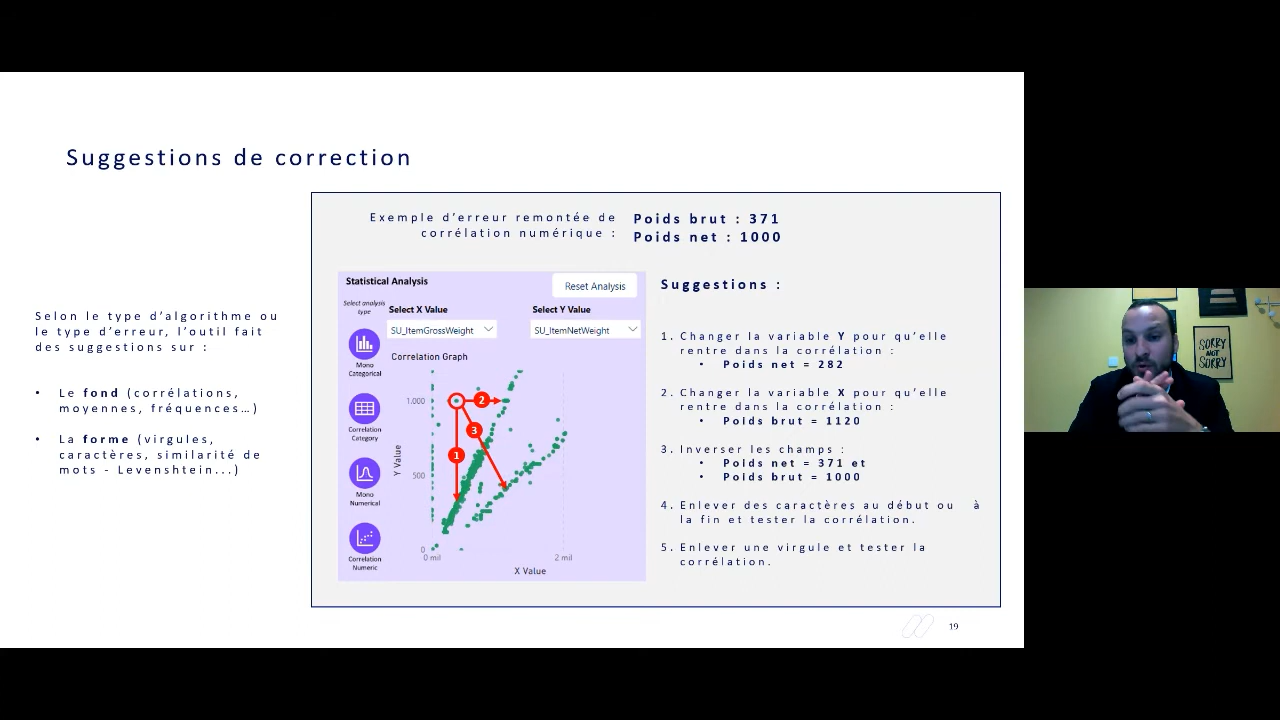 Suggestions de correction
Exemple d'erreur remontée de
corrélation numérique :
Poids brut : 371
Poids net : 1000
Selon le type d'algorithme ou
le type d'erreur, l'outil fait
des suggestions sur :
• Le fond (corrélations,
moyennes, fréquences…)
• La forme (virgules,
caractères, similarité de
mots - Levenshtein...)
Statistical Analysis
Reset Analysis
Select analysis
type
Select X Value
Select Y Value
SU_ItemGrossWeight
SU_ItemNetWeight
Correlation Graph
Mono
Categorical
Correlation
Category
Mono
Numerical
Correlation
Numeric
Y Value
1.000
500
0
0 mil
2 mil
X Value
1
2
3
Suggestions :
1. Changer la variable Y pour qu'elle
rentre dans la corrélation :
• Poids net = 282
2. Changer la variable X pour qu'elle
rentre dans la corrélation :
• Poids brut = 1120
3. Inverser les champs :
• Poids net = 371 et
• Poids brut = 1000
4. Enlever des caractères au début ou à
la fin et tester la corrélation.
5. Enlever une virgule et tester la
corrélation.
19
SORRY
NOT
SORRY